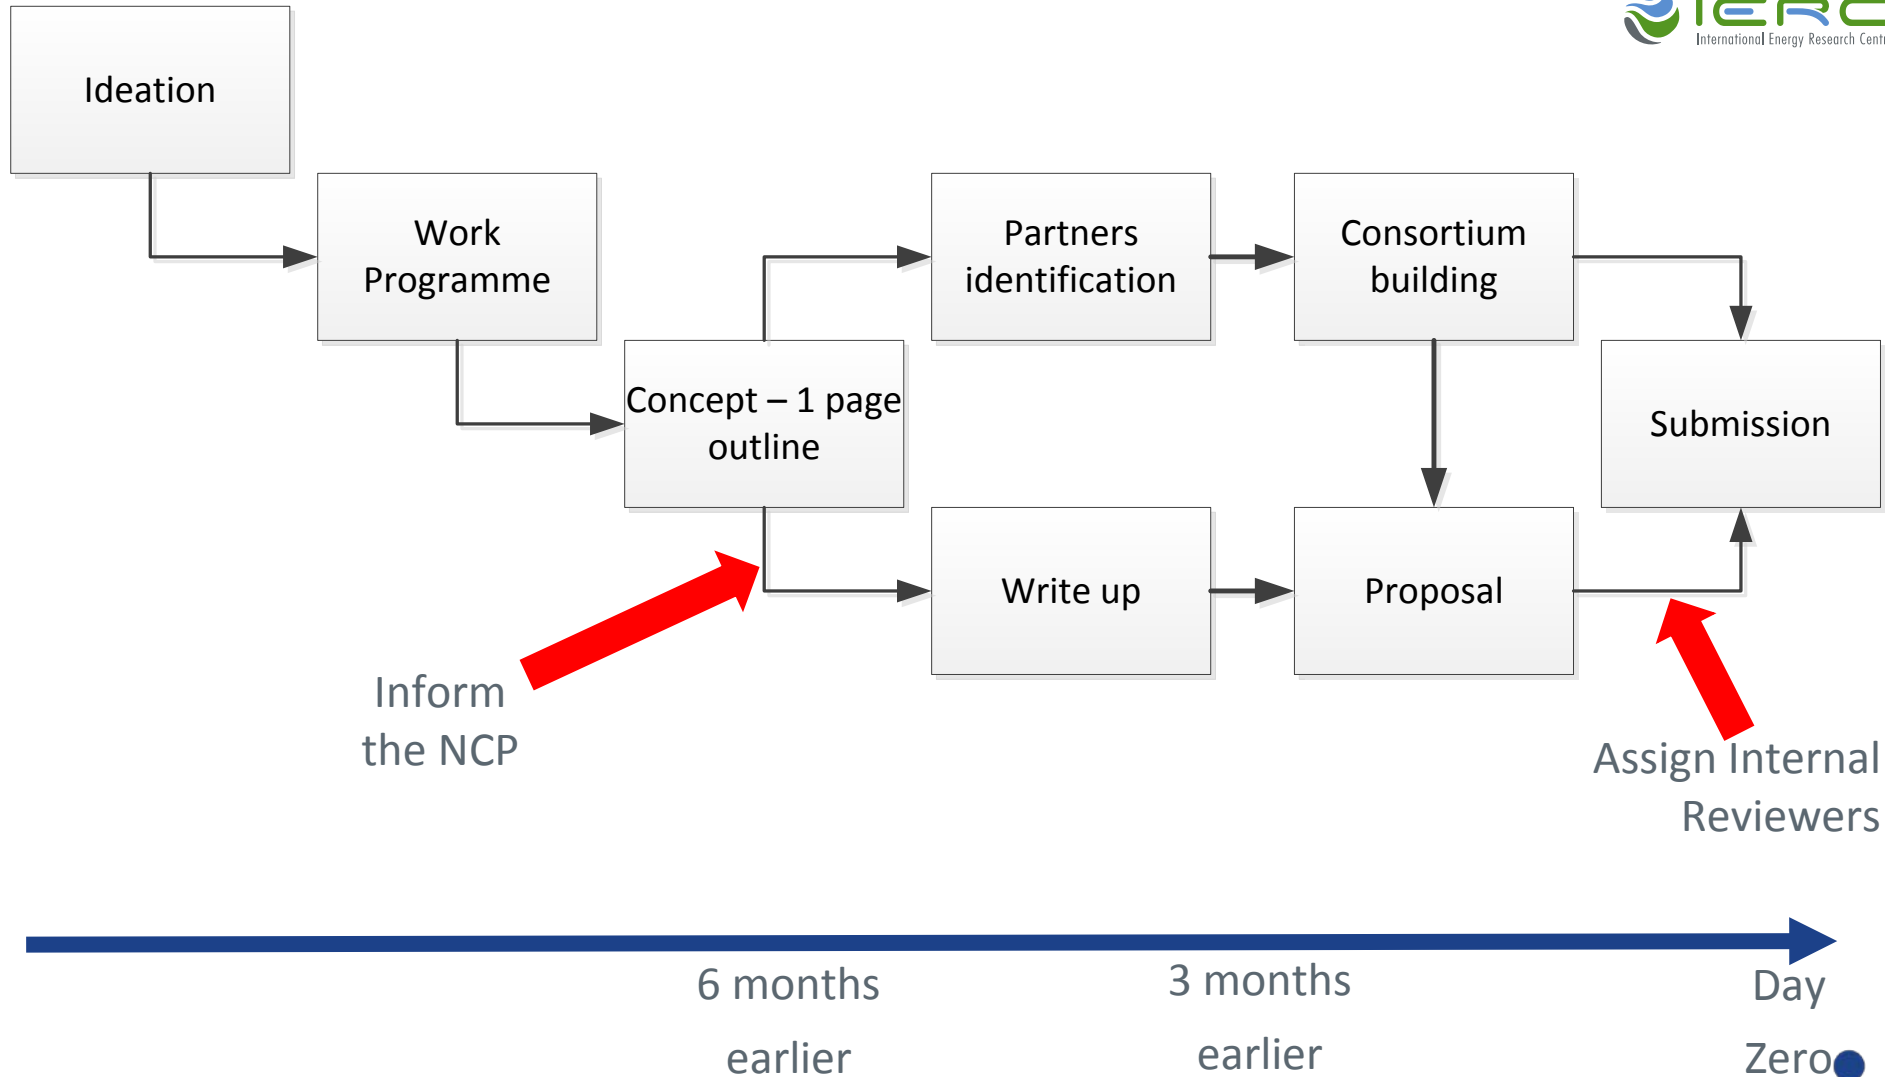 IERC
International Energy Research Centr
Ideation
Work
Programme
Partners
identification
Consortium
building
Concept – 1 page
outline
Submission
Write up
Proposal
Inform
the NCP
Assign Internal
Reviewers
6 months
earlier
3 months
earlier
Day
Zero